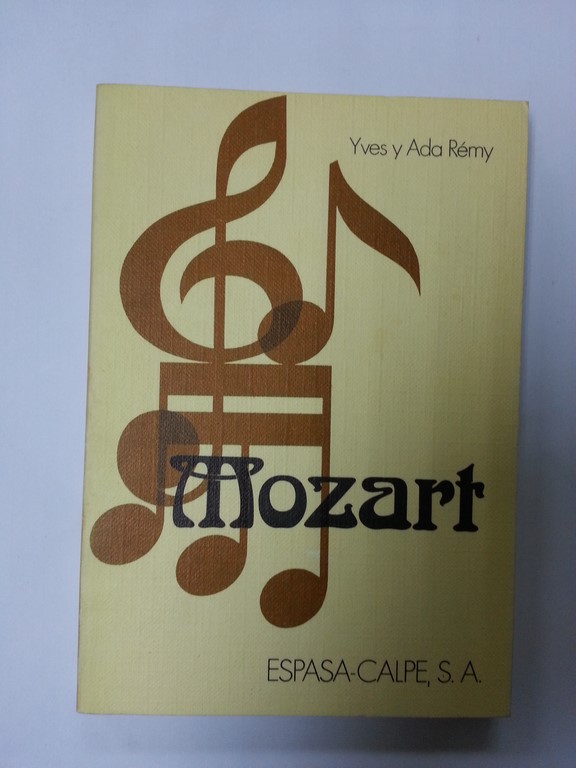 Yves y Ada Rémy
Mozart
ESPASA-CALPE, S. A.